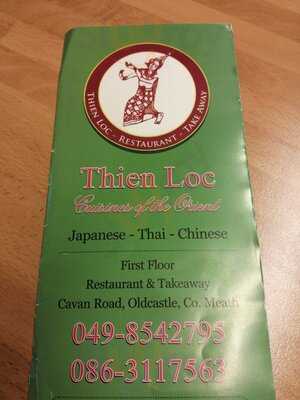 THIEN LOC - RESTAURANT - TAKE AWAY
Thien Loc
Cuisines of the Orient
Japanese - Thai - Chinese
First Floor
Restaurant & Takeaway
Cavan Road, Oldcastle, Co. Meath
049-8542795
086-3117563